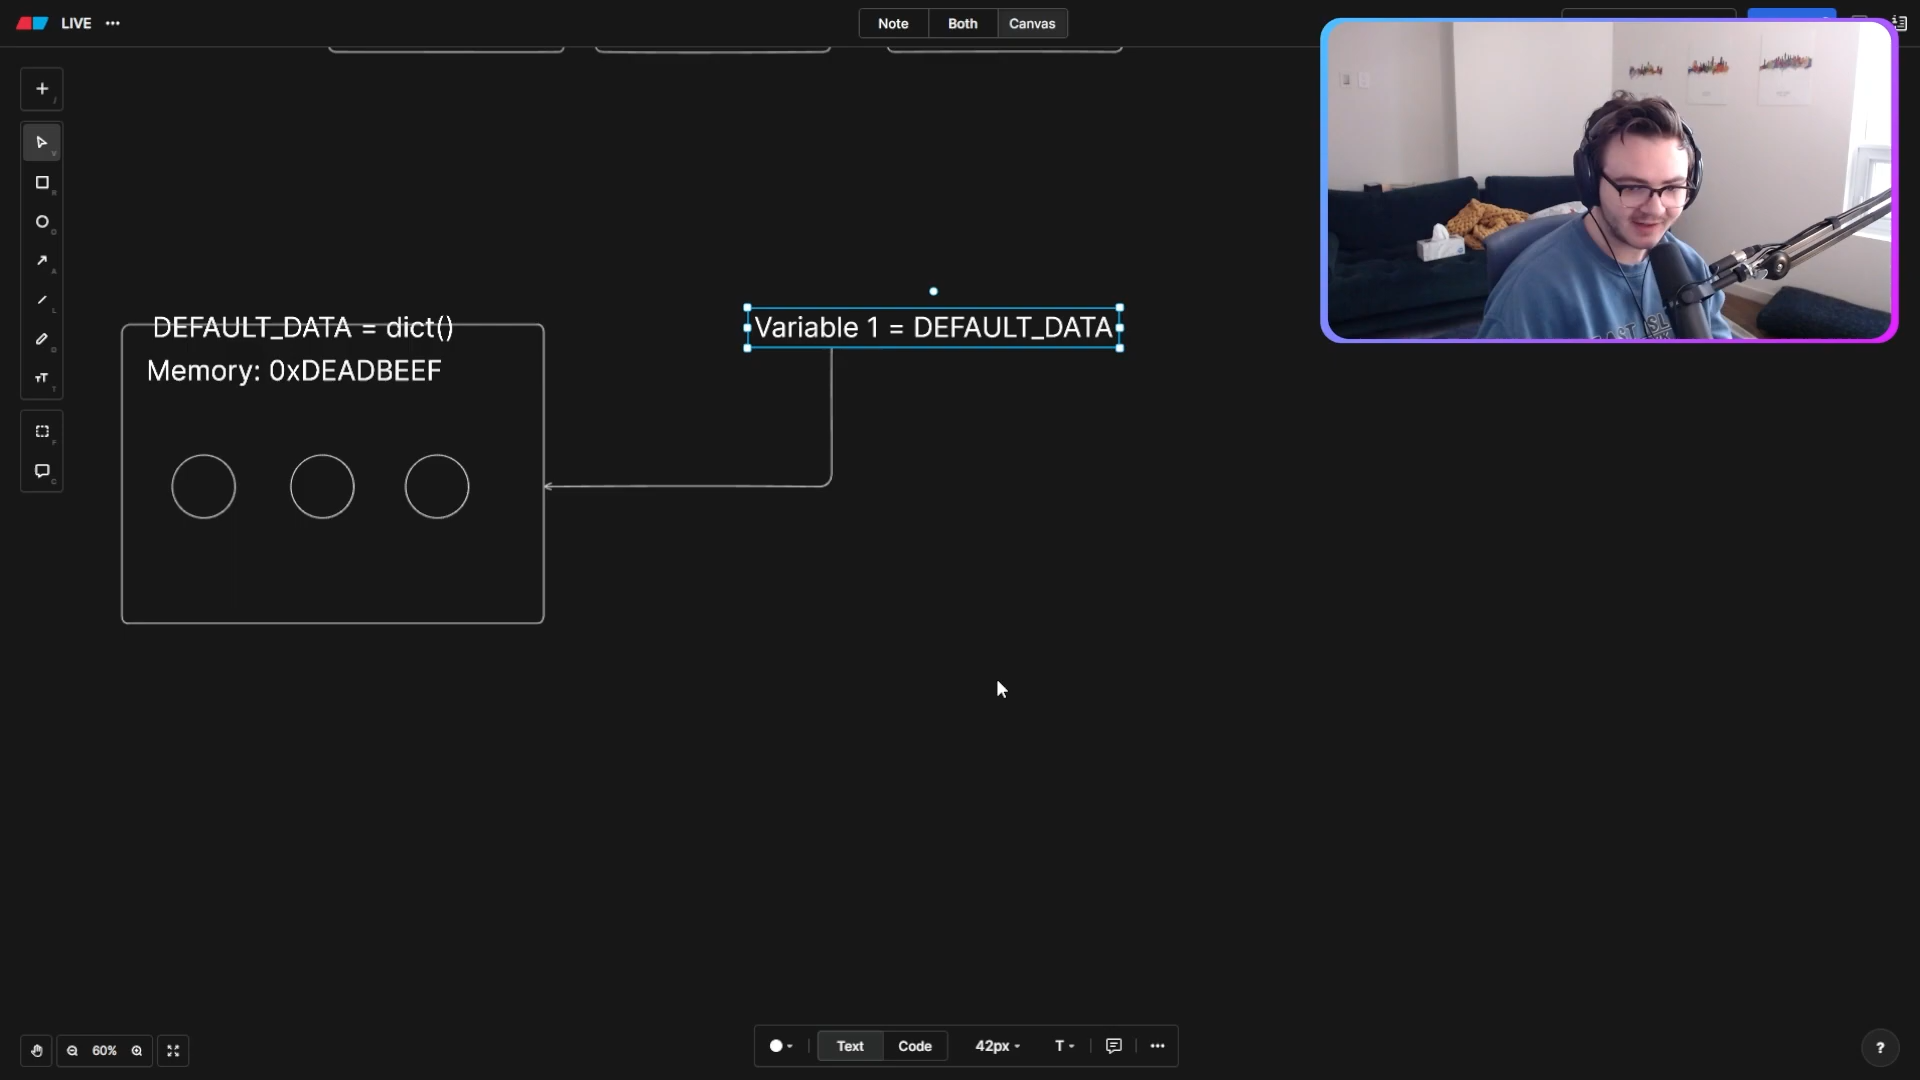 LIVE
Note
Both
Canvas
DEFAULT_DATA = dict()
Memory: 0xDEADBEEF
Variable 1 = DEFAULT_DATA
60%
Text
Code
42px
T
?